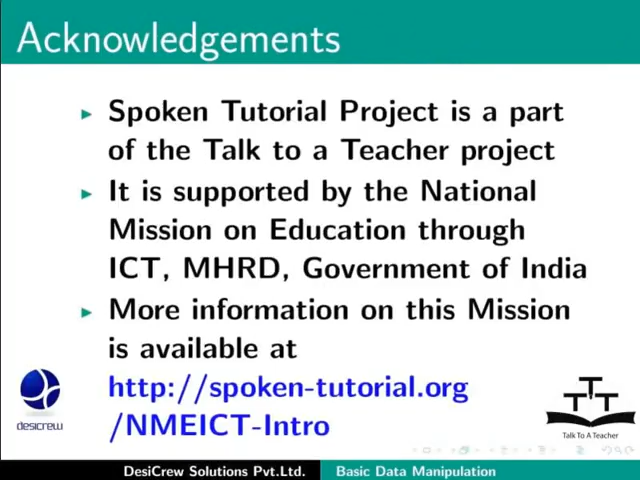 Acknowledgements
Spoken Tutorial Project is a part
of the Talk to a Teacher project
It is supported by the National
Mission on Education through
ICT, MHRD, Government of India
More information on this Mission
is available at
http://spoken-tutorial.org
/NMEICT-Intro
desicrew
TTT
Talk To A Teacher
DesiCrew Solutions Pvt.Ltd.
Basic Data Manipulation